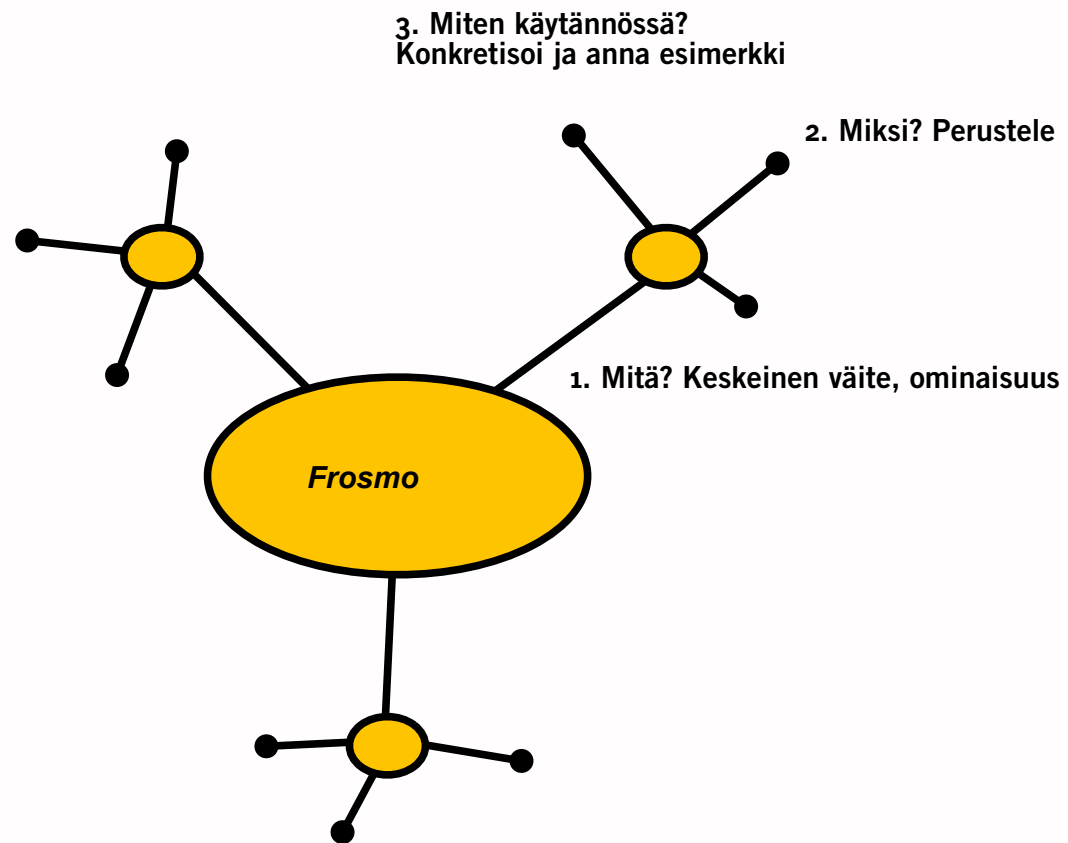 3. Miten käytännössä?
Konkretisoi ja anna esimerkki
2. Miksi? Perustele
1. Mitä? Keskeinen väite, ominaisuus
Frosmo